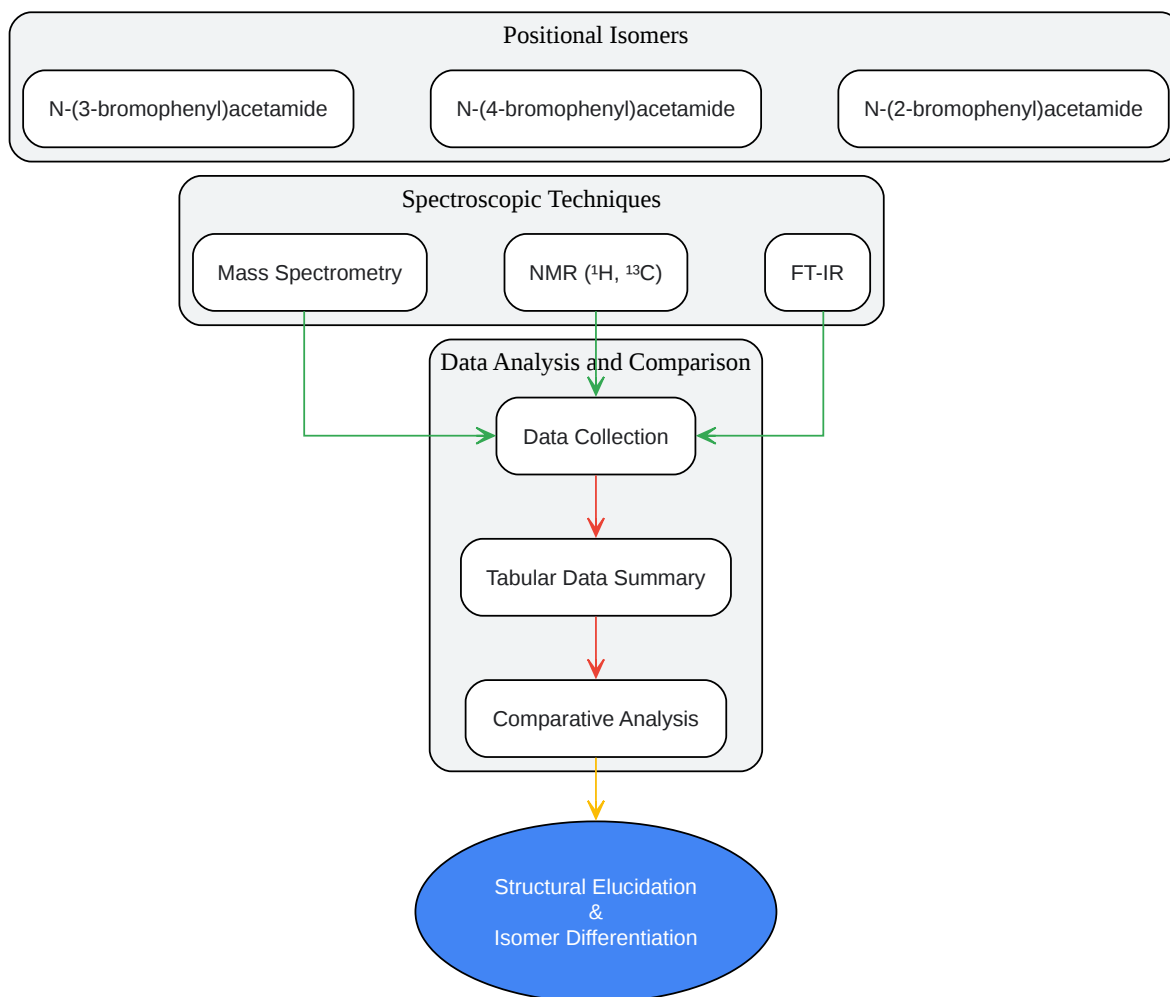 Positional Isomers
N-(3-bromophenyl)acetamide
N-(4-bromophenyl)acetamide
N-(2-bromophenyl)acetamide
Spectroscopic Techniques
Mass Spectrometry
NMR (¹H, ¹³C)
FT-IR
Data Analysis and Comparison
Data Collection
Tabular Data Summary
Comparative Analysis
Structural Elucidation
&
Isomer Differentiation